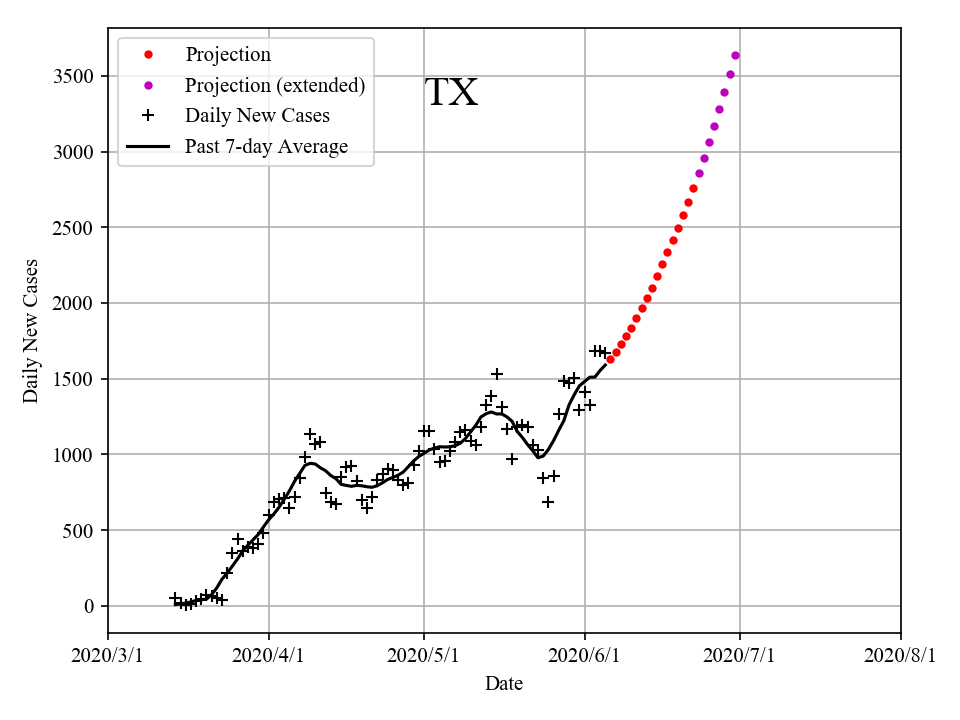 Projection
Projection (extended)
Daily New Cases
Past 7-day Average
TX
3500
3000
2500
2000
1500
1000
500
0
Daily New Cases
2020/3/1 2020/4/1 2020/5/1 2020/6/1 2020/7/1 2020/8/1
Date